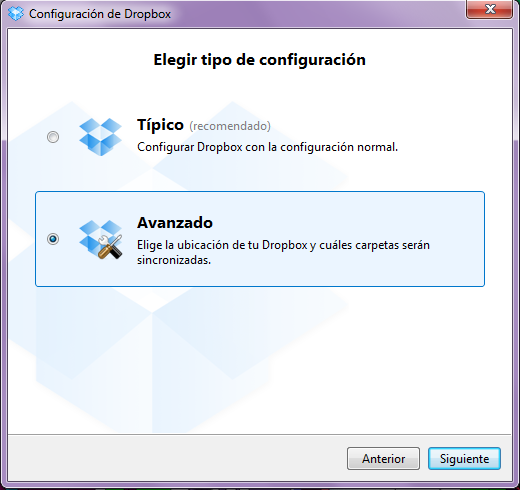 Configuración de Dropbox
Elegir tipo de configuración
Típico (recomendado)
Configurar Dropbox con la configuración normal.
Avanzado
Elige la ubicación de tu Dropbox y cuáles carpetas serán
sincronizadas.
Anterior
Siguiente